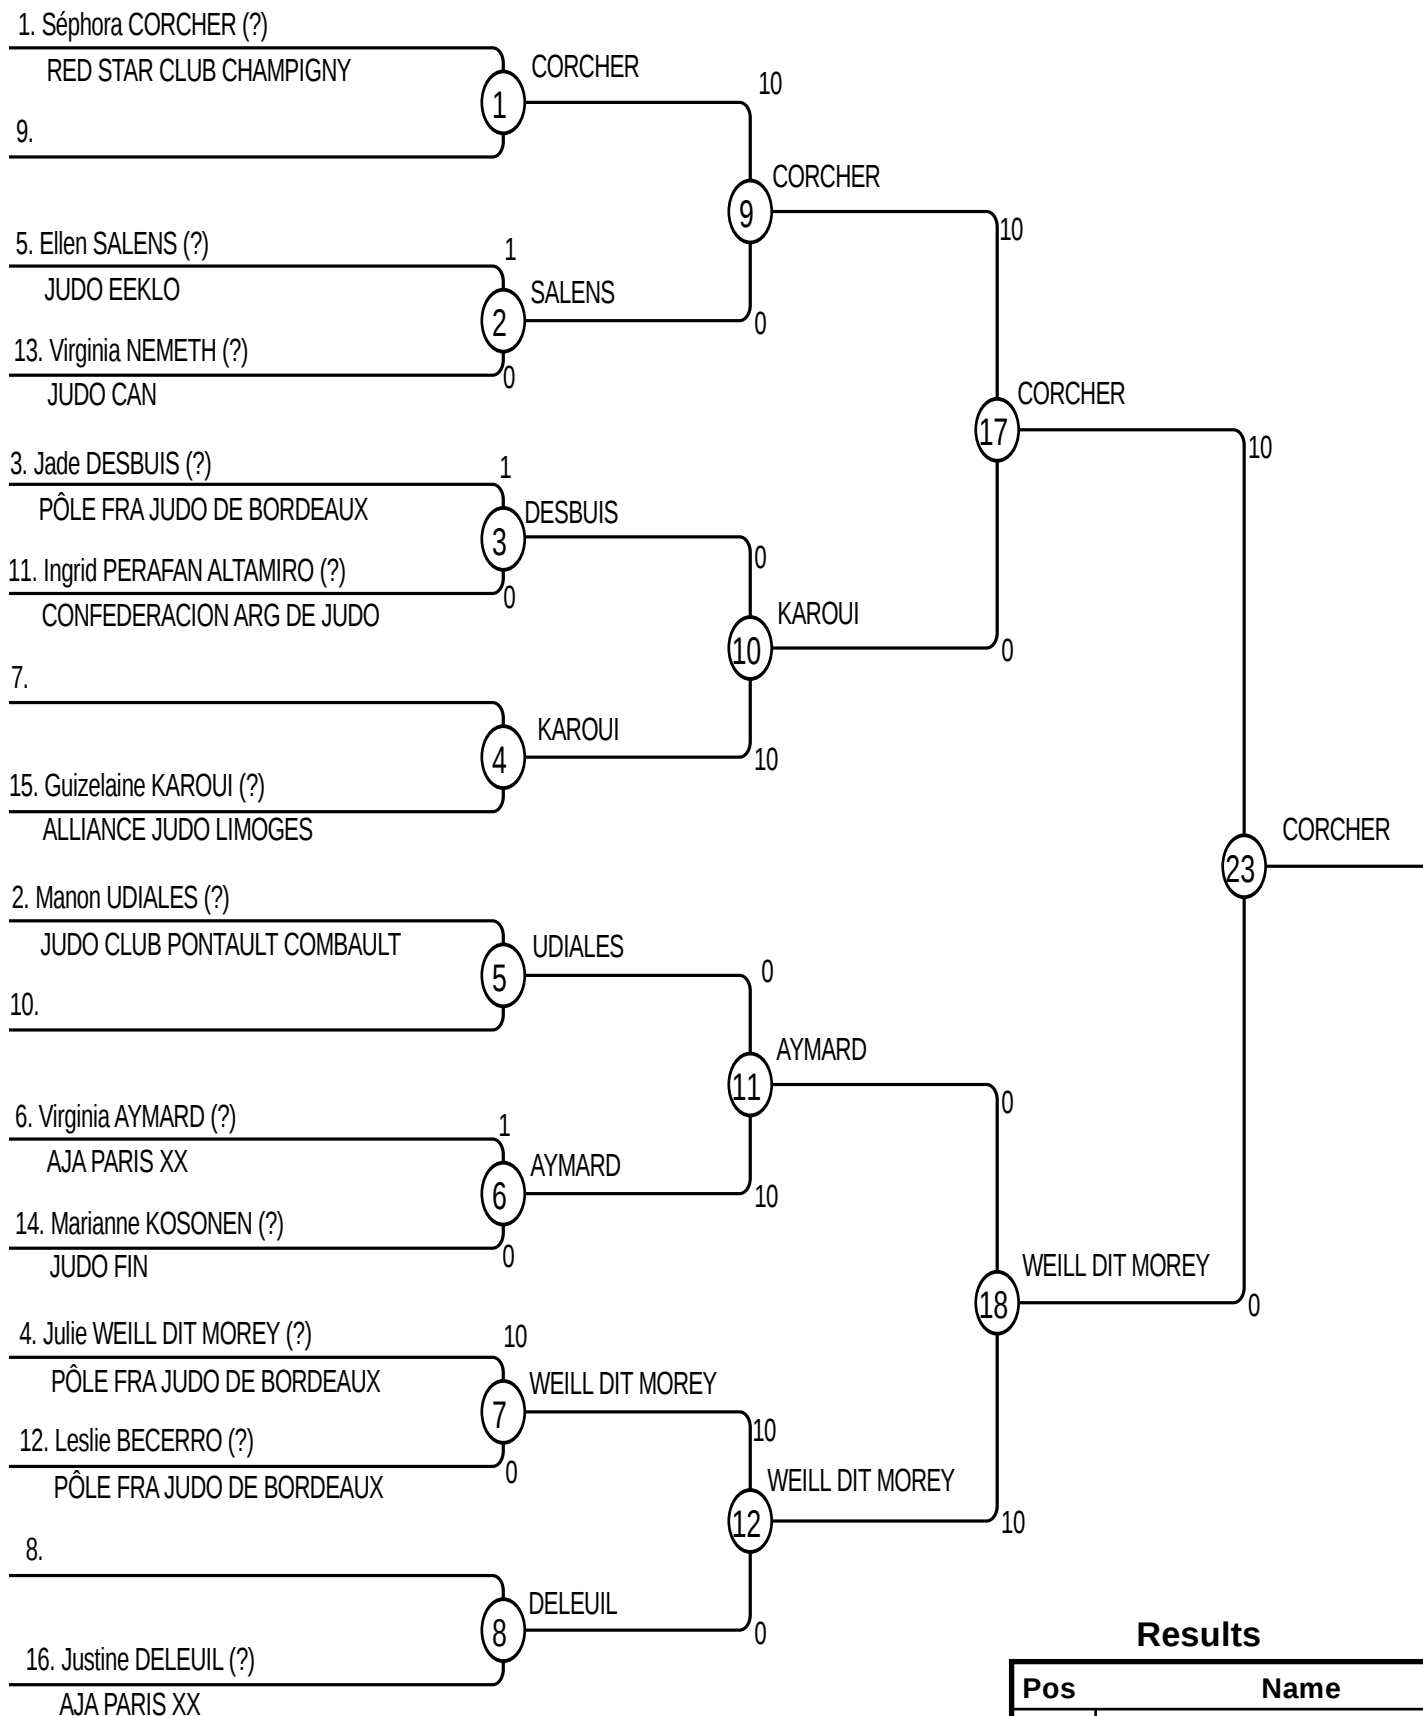 1. Séphora CORCHER (?)
CORCHER
RED STAR CLUB CHAMPIGNY
10
1
9.
CORCHER
9
10
5. Ellen SALENS (?)
1
JUDO EEKLO
SALENS
2
0
13. Virginia NEMETH (?)
0
JUDO CAN
CORCHER
17
10
3. Jade DESBUIS (?)
1
PÔLE FRA JUDO DE BORDEAUX
DESBUIS
3
0
11. Ingrid PERAFAN ALTAMIRO (?)
0
CONFEDERACION ARG DE JUDO
KAROUI
10
0
7.
KAROUI
4
10
15. Guizelaine KAROUI (?)
ALLIANCE JUDO LIMOGES
CORCHER
23
2. Manon UDIALES (?)
JUDO CLUB PONTAULT COMBAULT
UDIALES
0
5
10.
AYMARD
11
0
6. Virginia AYMARD (?)
1
AJA PARIS XX
AYMARD
6
10
14. Marianne KOSONEN (?)
0
JUDO FIN
WEILL DIT MOREY
18
0
4. Julie WEILL DIT MOREY (?)
10
PÔLE FRA JUDO DE BORDEAUX
WEILL DIT MOREY
7
10
12. Leslie BECERRO (?)
0
PÔLE FRA JUDO DE BORDEAUX
WEILL DIT MOREY
12
10
8.
DELEUIL
8
0
16. Justine DELEUIL (?)
AJA PARIS XX
Results
Pos Name